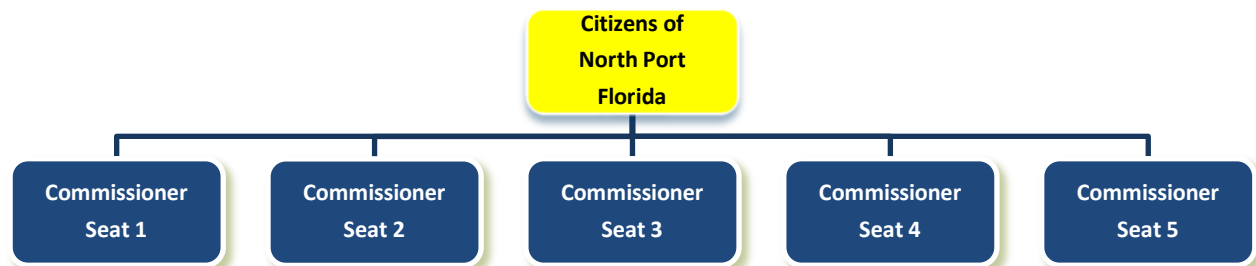 Citizens of
North Port
Florida
Commissioner
Seat 1
Commissioner
Seat 2
Commissioner
Seat 3
Commissioner
Seat 4
Commissioner
Seat 5